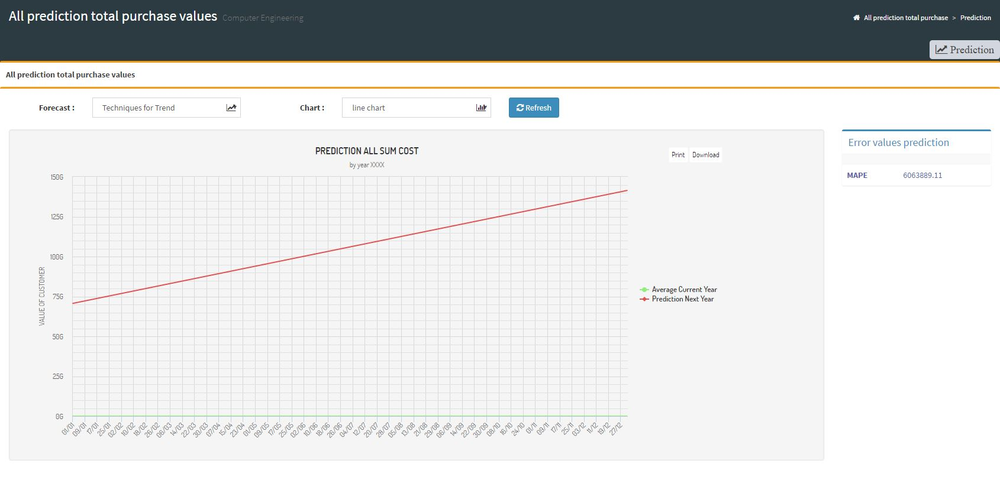 All prediction total purchase values Computer Engineering
All prediction total purchase > Prediction
Prediction
All prediction total purchase values
Forecast :
Techniques for Trend
Chart :
line chart
Refresh
PREDICTION ALL SUM COST
by year XXXX
Print
Download
VALUE OF CUSTOMER
150G
125G
100G
75G
50G
25G
0G
01/01
09/01
17/01
25/01
02/02
10/02
18/02
26/02
06/03
14/03
22/03
30/03
07/04
15/04
23/04
01/05
09/05
17/05
25/05
02/06
10/06
18/06
26/06
04/07
12/07
20/07
28/07
05/08
13/08
21/08
29/08
06/09
14/09
22/09
30/09
08/10
16/10
24/10
01/11
09/11
17/11
25/11
03/12
11/12
19/12
27/12
Average Current Year
Prediction Next Year
Error values prediction
MAPE 6063889.11